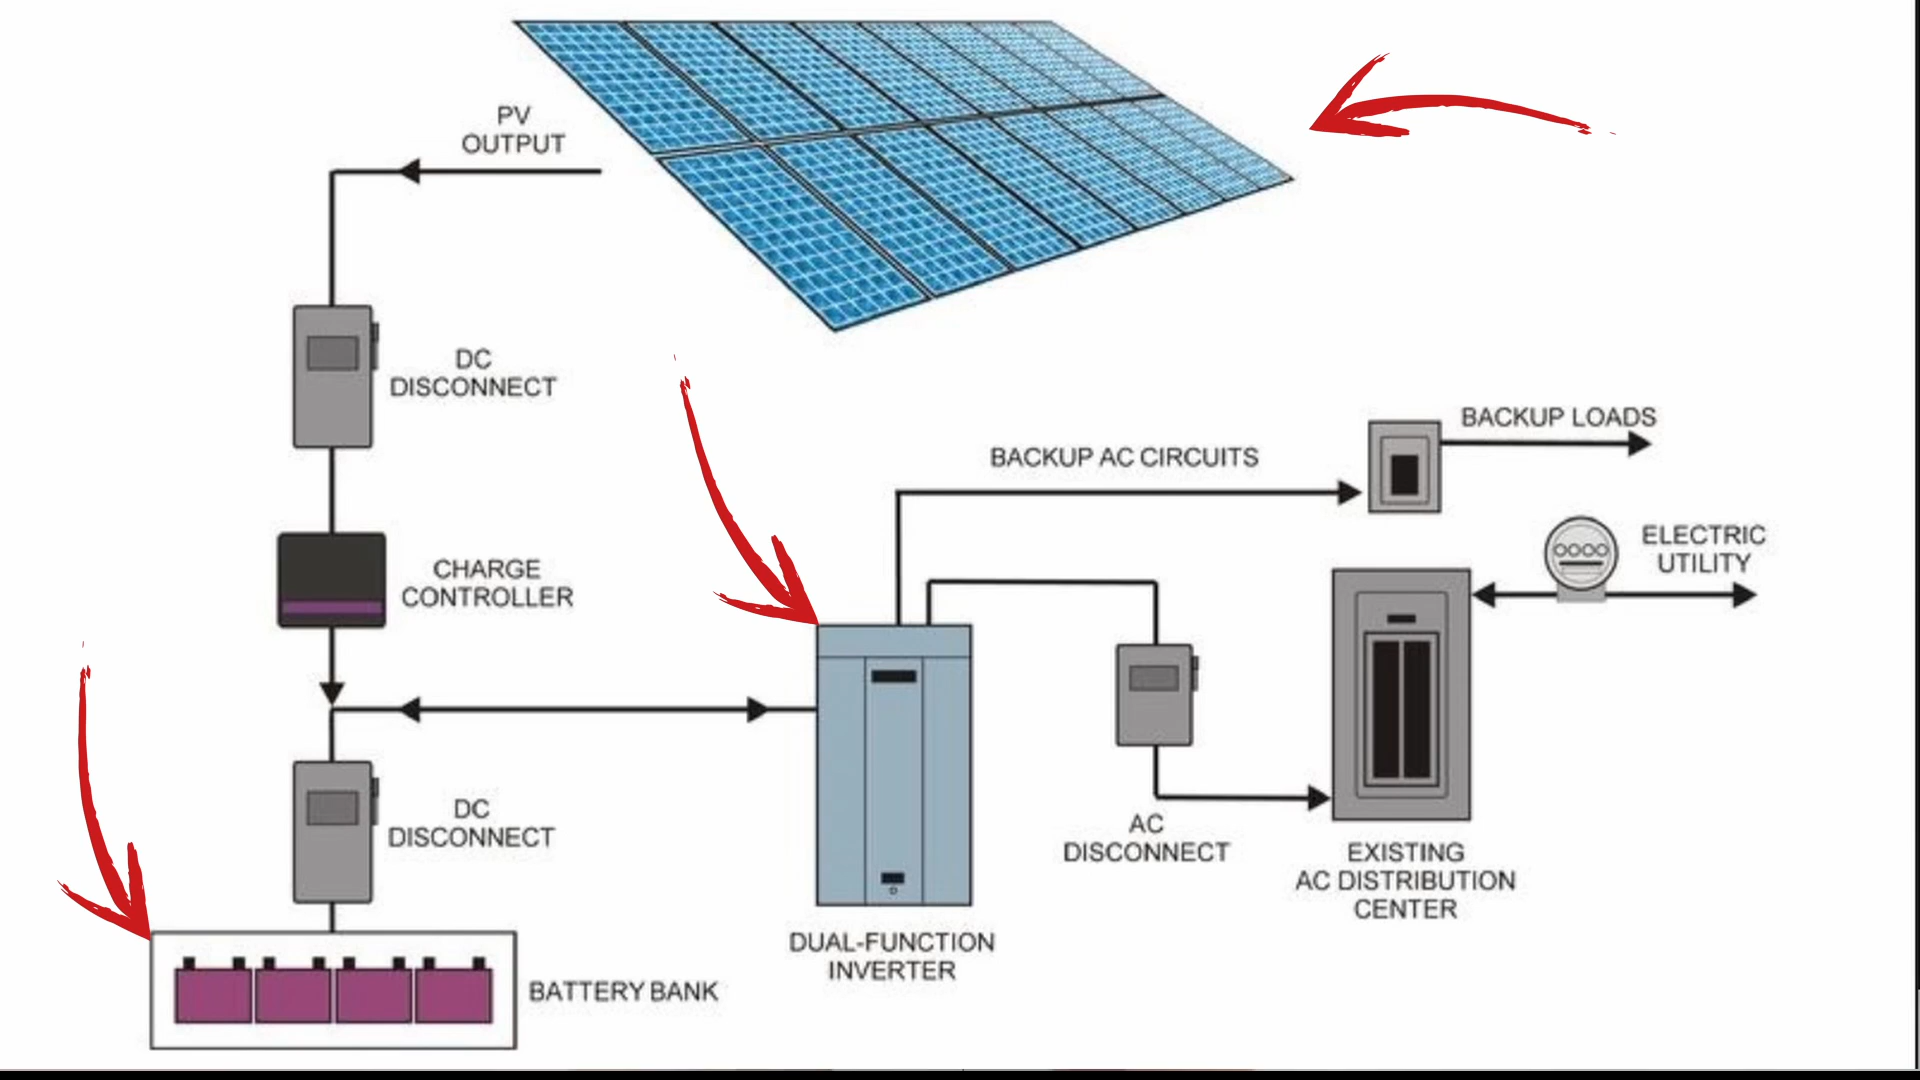 PV
OUTPUT
DC
DISCONNECT
BACKUP LOADS
BACKUP AC CIRCUITS
ELECTRIC
UTILITY
CHARGE
CONTROLLER
DC
DISCONNECT
AC
DISCONNECT
EXISTING
AC DISTRIBUTION
CENTER
DUAL-FUNCTION
INVERTER
BATTERY BANK